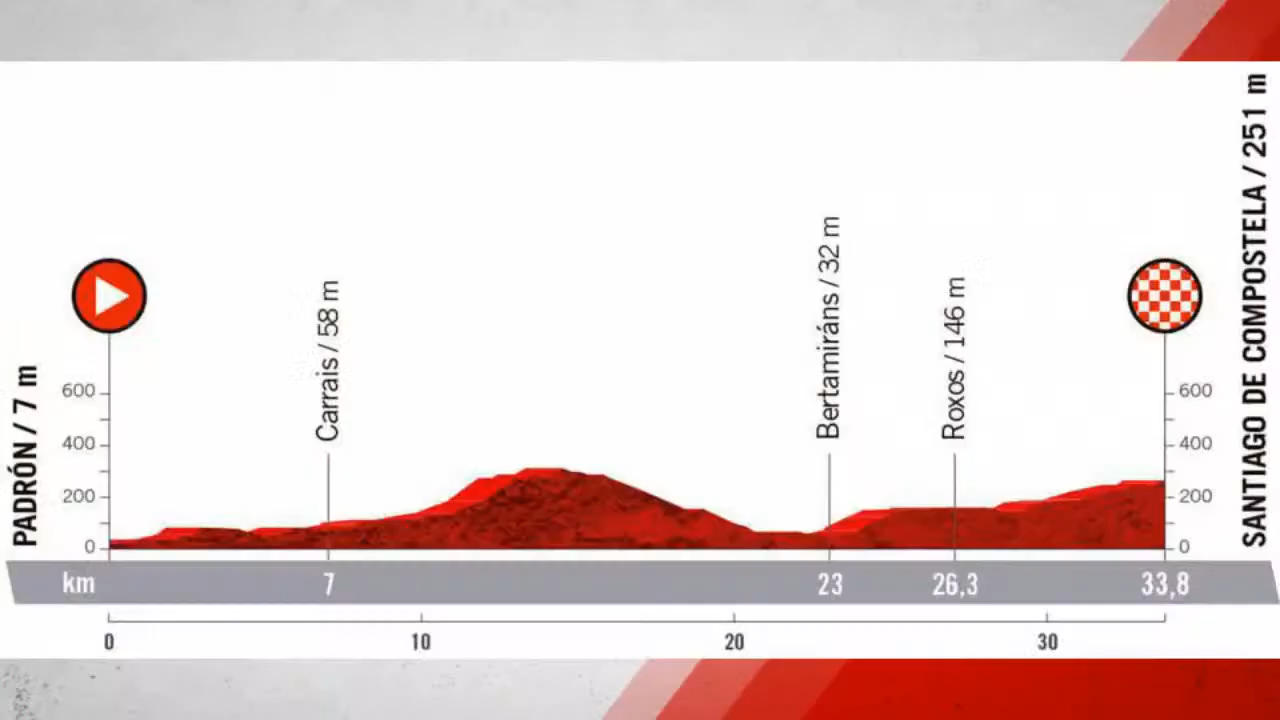 PADRÓN / 7 m
Carrais / 58 m
Bertamiráns / 32 m
Roxos / 146 m
SANTIAGO DE COMPOSTELA / 251 m
600
400
200
0
600
400
200
0
km 7 23 26,3 33,8
0 10 20 30